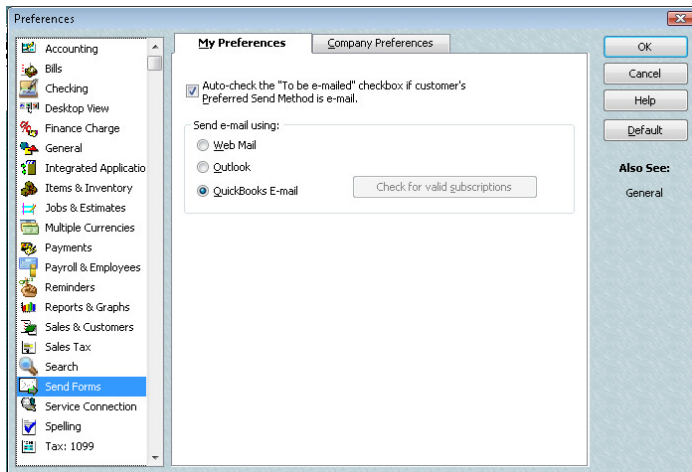 Preferences
Accounting
Bills
Checking
Desktop View
Finance Charge
General
Integrated Applicatio
Items & Inventory
Jobs & Estimates
Multiple Currencies
Payments
Payroll & Employees
Reminders
Reports & Graphs
Sales & Customers
Sales Tax
Search
Send Forms
Service Connection
Spelling
Tax: 1099
My Preferences
Company Preferences
Auto-check the "To be e-mailed" checkbox if customer's
Preferred Send Method is e-mail.
Send e-mail using:
Web Mail
Outlook
QuickBooks E-mail
Check for valid subscriptions
OK
Cancel
Help
Default
Also See:
General